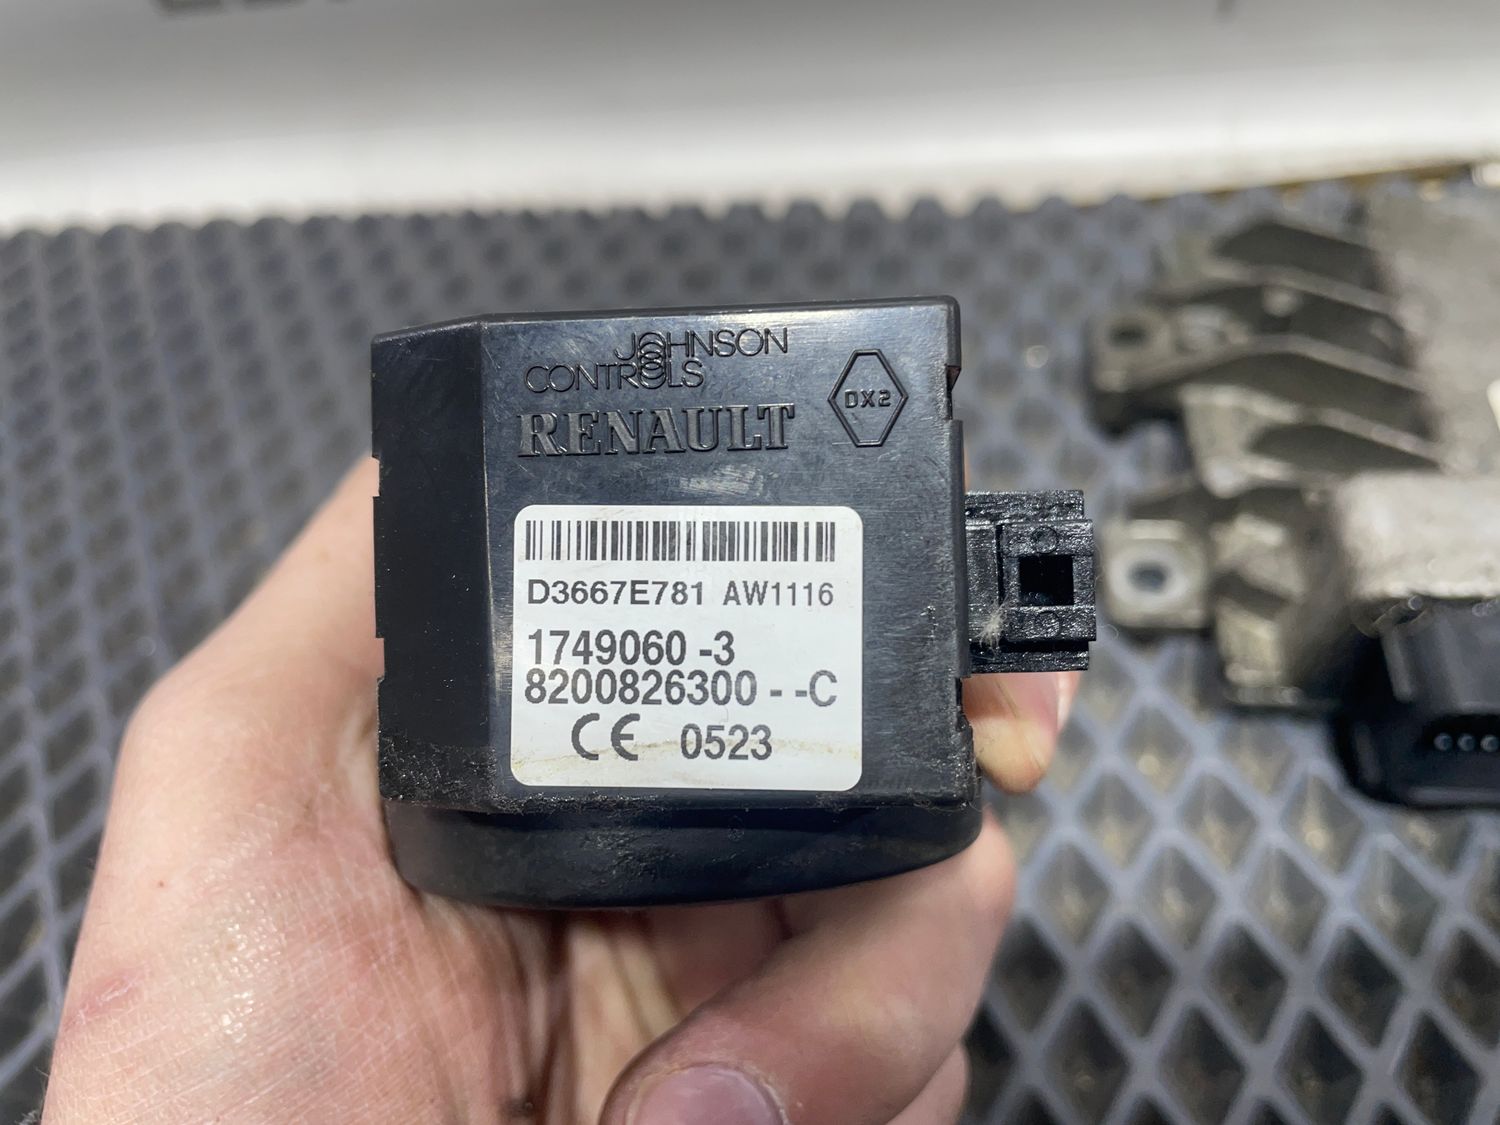 JOHNSON
CONTROLS
RENAULT
DX2
D3667E781 AW1116
1749060 -3
8200826300 - -C
CE 0523